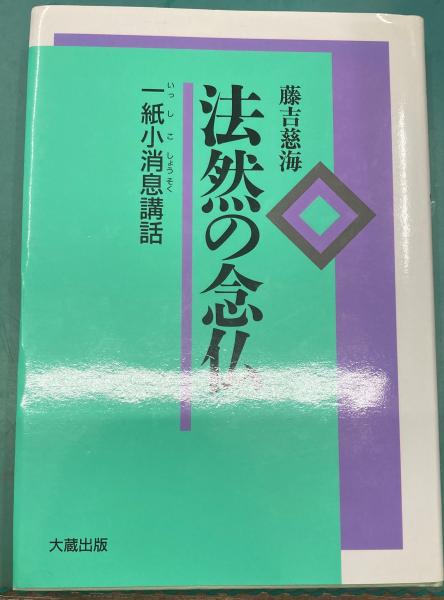 藤吉慈海
法然の念仏
一紙小消息講話
いっしこしょうそく
大蔵出版